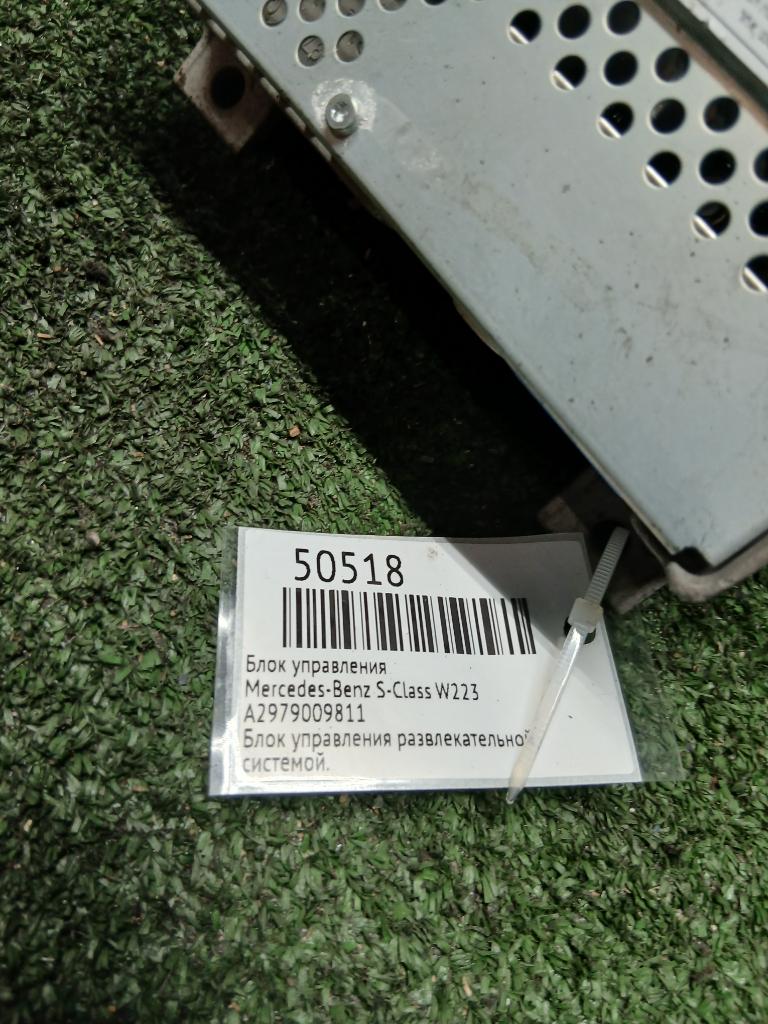 50518
Блок управления
Mercedes-Benz S-Class W223
A2979009811
Блок управления развлекательной
системой.